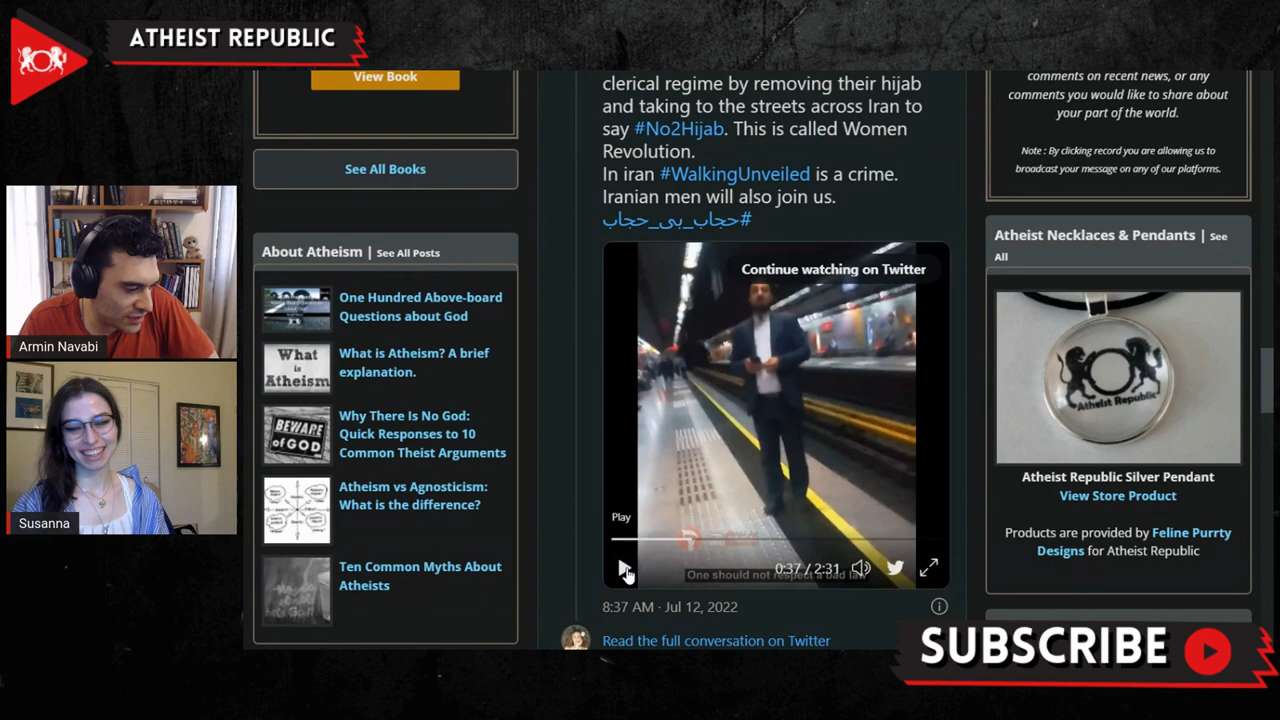 ATHEIST REPUBLIC
View Book
See All Books
About Atheism | See All Posts
One Hundred Above-board
Questions about God
What is Atheism? A brief
explanation.
What
is
Atheism
Why There Is No God:
Quick Responses to 10
Common Theist Arguments
BEWARE
of GOD
Atheism vs Agnosticism:
What is the difference?
Ten Common Myths About
Atheists
Armin Navabi
Susanna
clerical regime by removing their hijab
and taking to the streets across Iran to
say #No2Hijab. This is called Women
Revolution.
In iran #WalkingUnveiled is a crime.
Iranian men will also join us.
#حجاب_بی_حجاب
Continue watching on Twitter
Play
0:37 / 2:31
One should not respect a bad law
8:37 AM · Jul 12, 2022
Read the full conversation on Twitter
comments on recent news, or any
comments you would like to share about
your part of the world.
Note : By clicking record you are allowing us to
broadcast your message on any of our platforms.
Atheist Necklaces & Pendants | See
All
Atheist Republic
Atheist Republic Silver Pendant
View Store Product
Products are provided by Feline Purrty
Designs for Atheist Republic
SUBSCRIBE